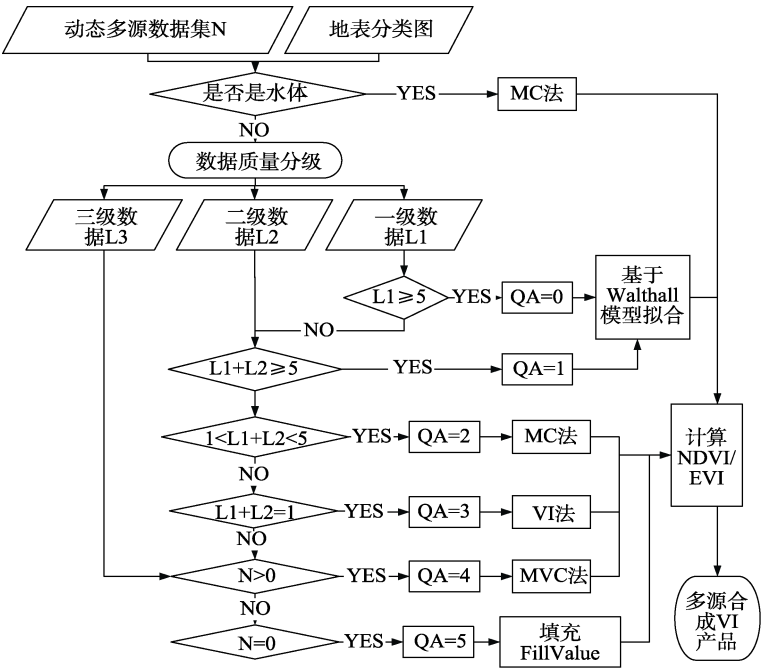 动态多源数据集N
地表分类图
是否是水体
YES
MC法
NO
数据质量分级
三级数
据L3
二级数
据L2
一级数
据L1
L1≥5
YES
QA=0
基于
Walthall
模型拟合
NO
L1+L2≥5
YES
QA=1
1<L1+L2<5
YES
QA=2
MC法
计算
NDVI/
EVI
NO
L1+L2=1
YES
QA=3
VI法
NO
N>0
YES
QA=4
MVC法
多源合
成VI
产品
NO
N=0
YES
QA=5
填充
FillValue